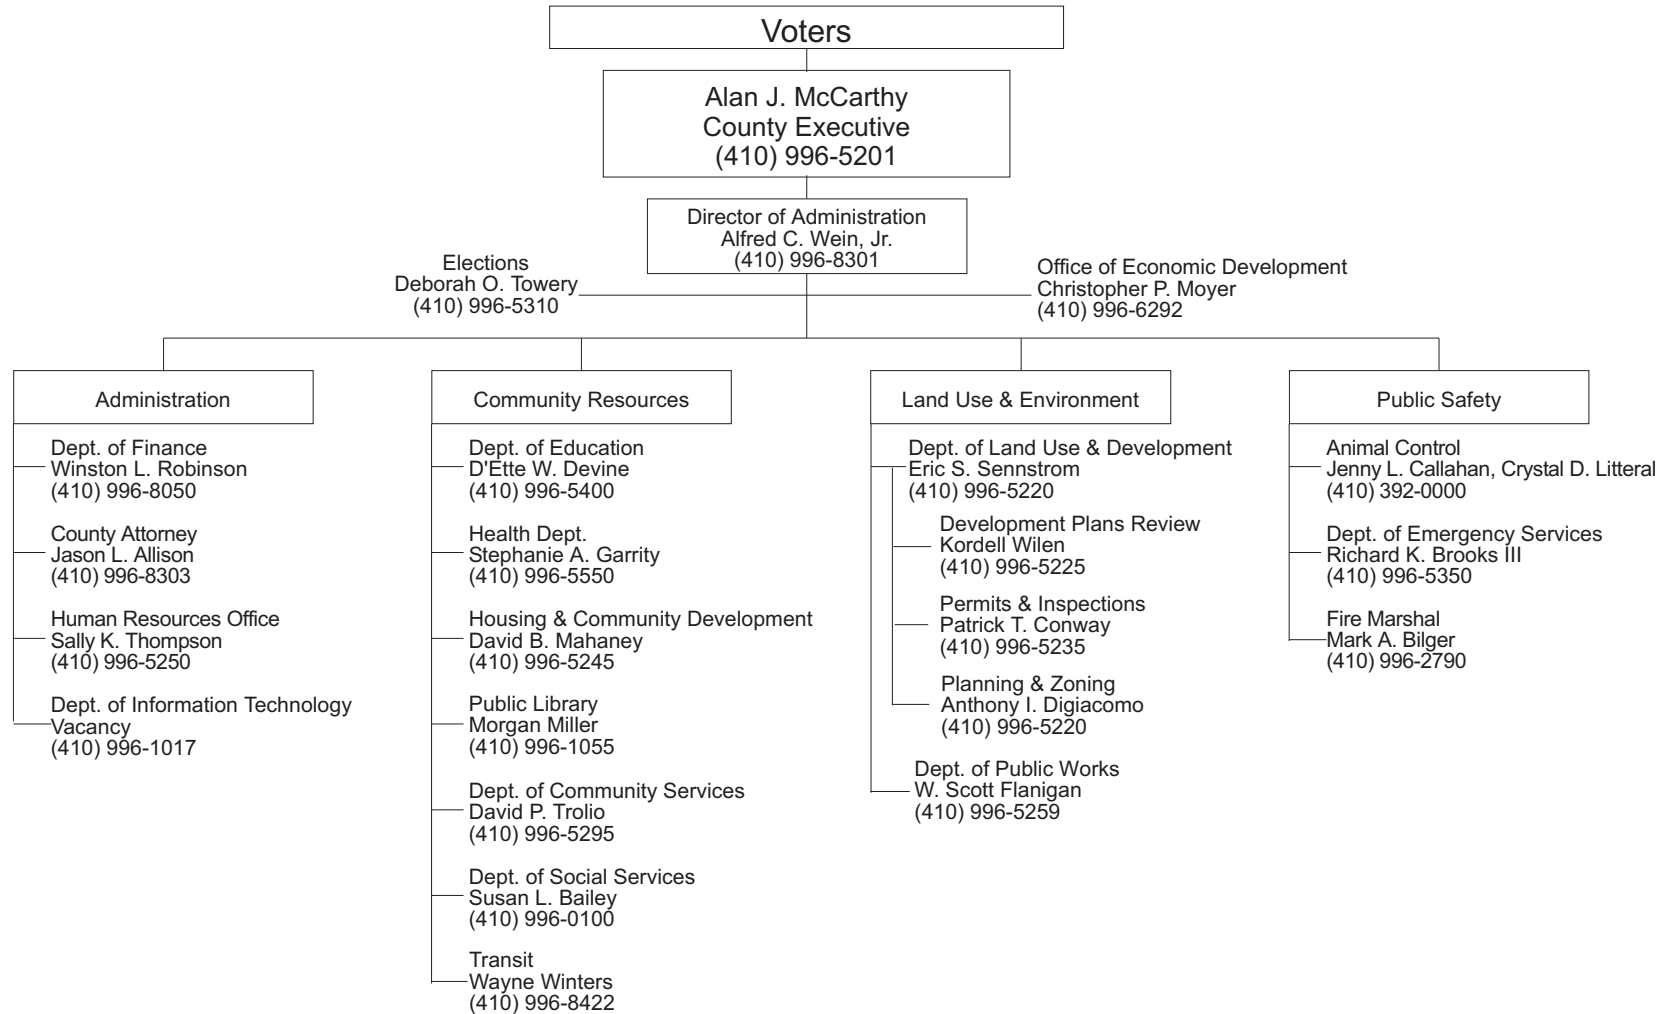 Voters
Alan J. McCarthy
County Executive
(410) 996-5201
Director of Administration
Alfred C. Wein, Jr.
(410) 996-8301
Elections
Deborah O. Towery
(410) 996-5310
Office of Economic Development
Christopher P. Moyer
(410) 996-6292
Administration
Dept. of Finance
Winston L. Robinson
(410) 996-8050
County Attorney
Jason L. Allison
(410) 996-8303
Human Resources Office
Sally K. Thompson
(410) 996-5250
Dept. of Information Technology
Vacancy
(410) 996-1017
Community Resources
Dept. of Education
D'Ette W. Devine
(410) 996-5400
Health Dept.
Stephanie A. Garrity
(410) 996-5550
Housing & Community Development
David B. Mahaney
(410) 996-5245
Public Library
Morgan Miller
(410) 996-1055
Dept. of Community Services
David P. Trolio
(410) 996-5295
Dept. of Social Services
Susan L. Bailey
(410) 996-0100
Transit
Wayne Winters
(410) 996-8422
Land Use & Environment
Dept. of Land Use & Development
Eric S. Sennstrom
(410) 996-5220
Development Plans Review
Kordell Wilen
(410) 996-5225
Permits & Inspections
Patrick T. Conway
(410) 996-5235
Planning & Zoning
Anthony I. Digiacomo
(410) 996-5220
Dept. of Public Works
W. Scott Flanigan
(410) 996-5259
Public Safety
Animal Control
Jenny L. Callahan, Crystal D. Litteral
(410) 392-0000
Dept. of Emergency Services
Richard K. Brooks III
(410) 996-5350
Fire Marshal
Mark A. Bilger
(410) 996-2790